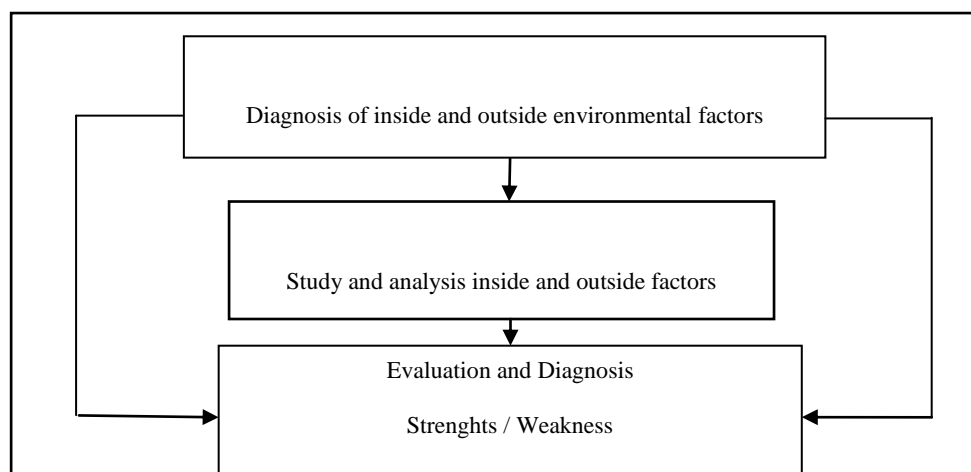 Diagnosis of inside and outside environmental factors
Study and analysis inside and outside factors
Evaluation and Diagnosis
Strenghts / Weakness